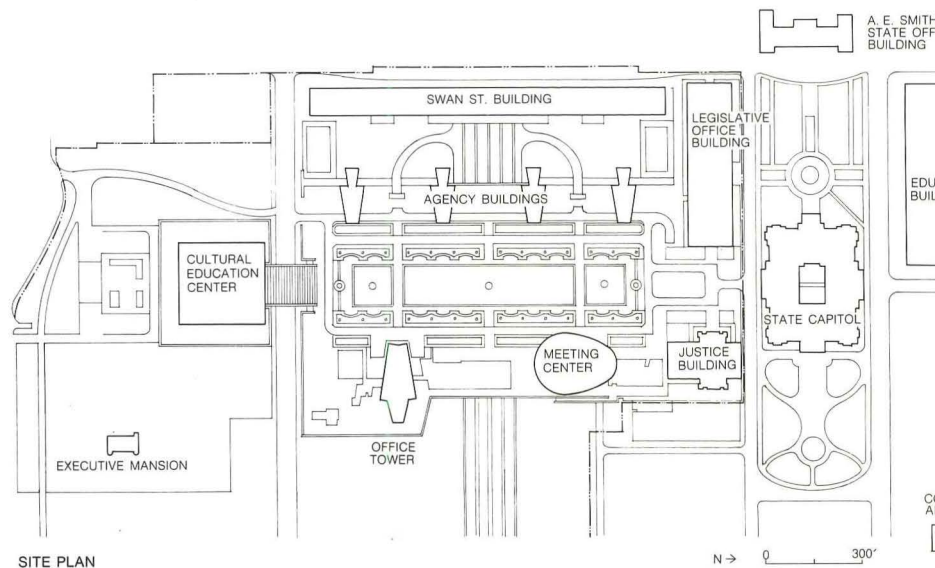 A. E. SMITH
STATE OFF
BUILDING
SWAN ST. BUILDING
LEGISLATIVE
OFFICE
BUILDING
AGENCY BUILDINGS
EDU
BUIL
CULTURAL
EDUCATION
CENTER
STATE CAPITOL
MEETING
CENTER
JUSTICE
BUILDING
OFFICE
TOWER
EXECUTIVE MANSION
CO
A
SITE PLAN
N → 0 300'